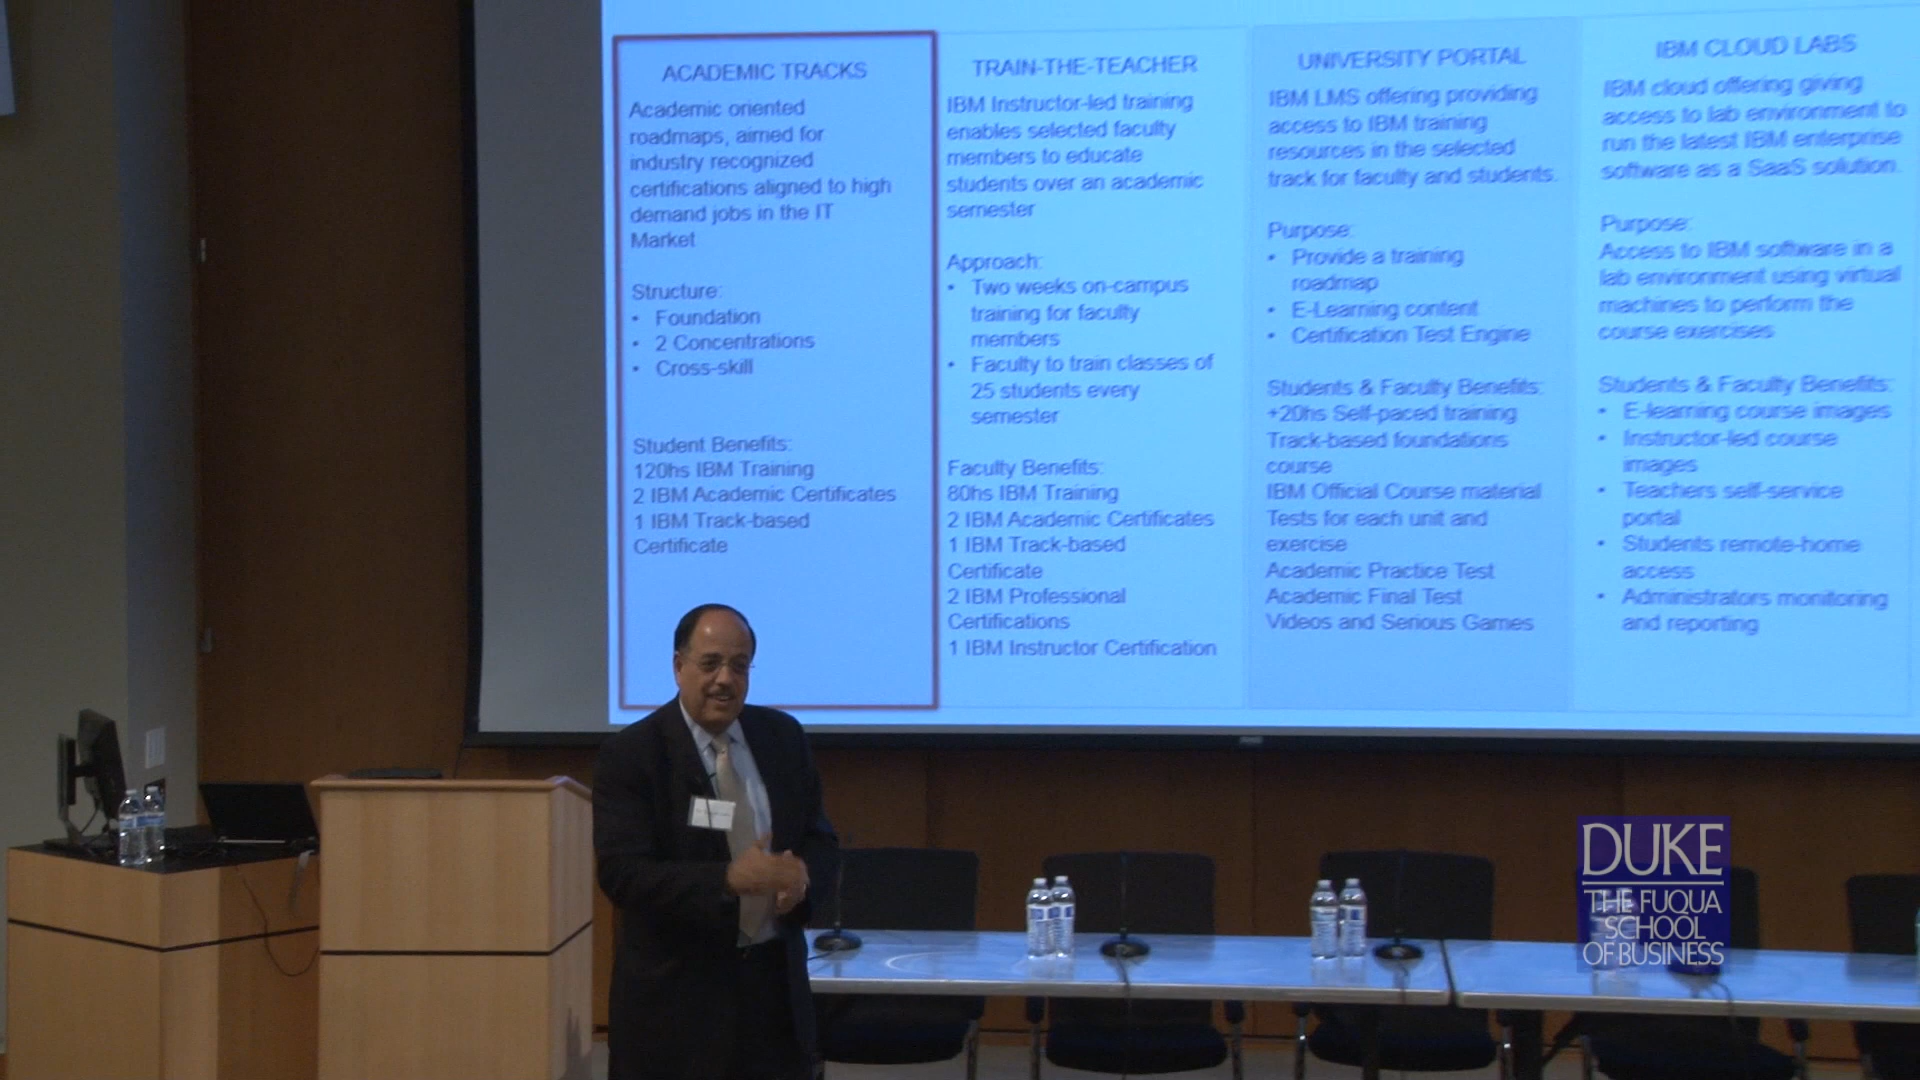 ACADEMIC TRACKS
Academic oriented
roadmaps, aimed for
industry recognized
certifications aligned to high
demand jobs in the IT
Market
Structure:
• Foundation
• 2 Concentrations
• Cross-skill
Student Benefits:
120hs IBM Training
2 IBM Academic Certificates
1 IBM Track-based
Certificate
TRAIN-THE-TEACHER
IBM Instructor-led training
enables selected faculty
members to educate
students over an academic
semester
Approach:
• Two weeks on-campus
training for faculty
members
• Faculty to train classes of
25 students every
semester
Faculty Benefits:
80hs IBM Training
2 IBM Academic Certificates
1 IBM Track-based
Certificate
2 IBM Professional
Certifications
1 IBM Instructor Certification
UNIVERSITY PORTAL
IBM LMS offering providing
access to IBM training
resources in the selected
track for faculty and students.
Purpose:
• Provide a training
roadmap
• E-Learning content
• Certification Test Engine
Students & Faculty Benefits:
+20hs Self-paced training
Track-based foundations
course
IBM Official Course material
Tests for each unit and
exercise
Academic Practice Test
Academic Final Test
Videos and Serious Games
IBM CLOUD LABS
IBM cloud offering giving
access to lab environment to
run the latest IBM enterprise
software as a SaaS solution.
Purpose:
Access to IBM software in a
lab environment using virtual
machines to perform the
course exercises
Students & Faculty Benefits:
• E-learning course images
• Instructor-led course
images
• Teachers self-service
portal
• Students remote-home
access
• Administrators monitoring
and reporting
DUKE
THE FUQUA
SCHOOL
OF BUSINESS